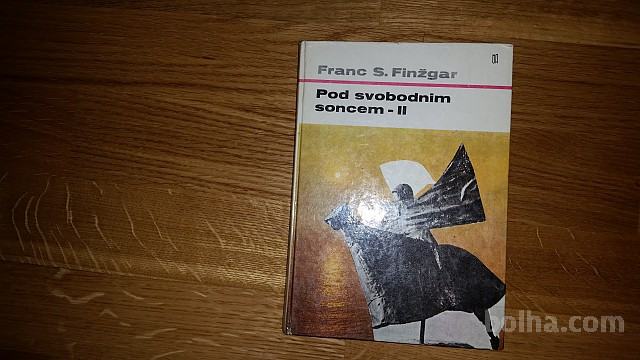 Franc S. Finžgar
Pod svobodnim
soncem - II
bolha.com